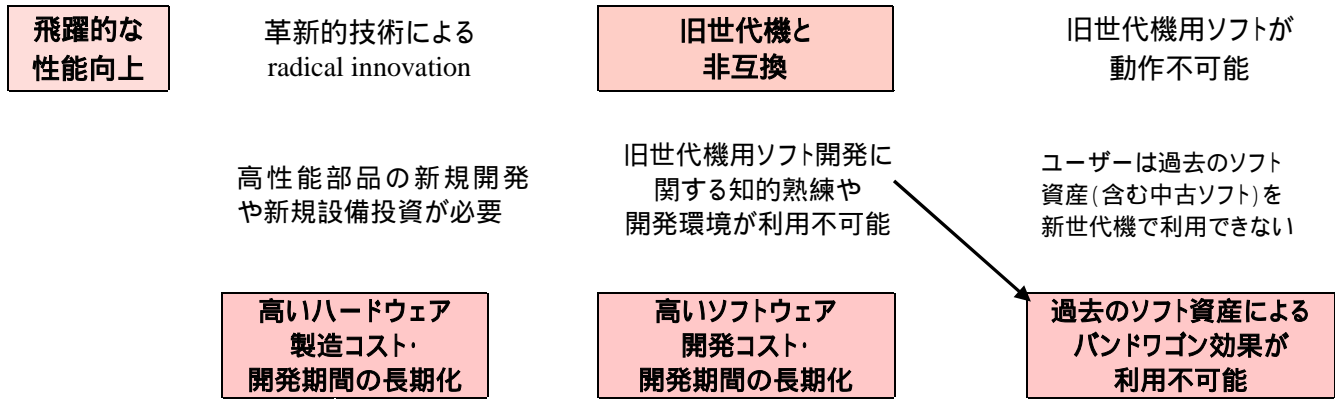 飛躍的な
性能向上
革新的技術による
radical innovation
旧世代機と
非互換
旧世代機用ソフトが
動作不可能
高性能部品の新規開発
や新規設備投資が必要
旧世代機用ソフト開発に
関する知的熟練や
開発環境が利用不可能
ユーザーは過去のソフト
資産(含む中古ソフト)を
新世代機で利用できない
高いハードウェア
製造コスト・
開発期間の長期化
高いソフトウェア
開発コスト・
開発期間の長期化
過去のソフト資産による
バンドワゴン効果が
利用不可能